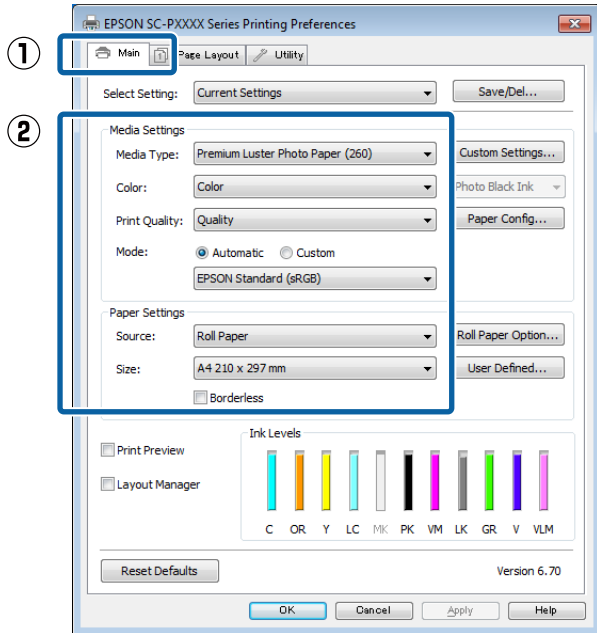 EPSON SC-PXXXX Series Printing Preferences
①
Main
1
Page Layout
Utility
Select Setting:
Current Settings
Save/Del...
②
Media Settings
Media Type:
Premium Luster Photo Paper (260)
Custom Settings...
Color:
Color
Photo Black Ink
Print Quality:
Quality
Paper Config...
Mode:
Automatic
Custom
EPSON Standard (sRGB)
Paper Settings
Source:
Roll Paper
Roll Paper Option...
Size:
A4 210 x 297 mm
User Defined...
Borderless
Ink Levels
Print Preview
Layout Manager
C OR Y LC MK PK VM LK GR V VLM
Reset Defaults
Version 6.70
OK
Cancel
Apply
Help